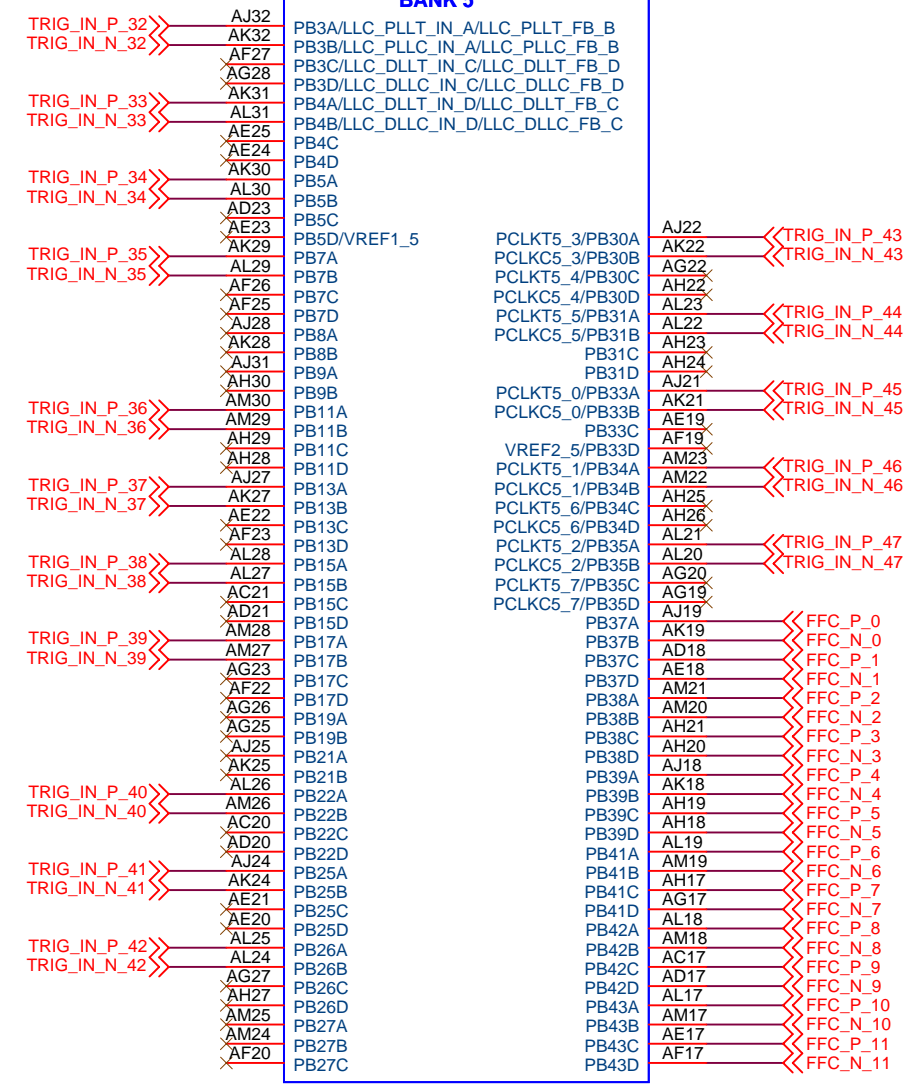 BANK 5
TRIG_IN_P_32 AJ32 PB3A/LLC_PLLT_IN_A/LLC_PLLT_FB_B
TRIG_IN_N_32 AK32 PB3B/LLC_PLLC_IN_A/LLC_PLLC_FB_B
AF27 PB3C/LLC_DLLT_IN_C/LLC_DLLT_FB_D
AG28 PB3D/LLC_DLLC_IN_C/LLC_DLLC_FB_D
TRIG_IN_P_33 AK31 PB4A/LLC_DLLT_IN_D/LLC_DLLT_FB_C
TRIG_IN_N_33 AL31 PB4B/LLC_DLLC_IN_D/LLC_DLLC_FB_C
AE25 PB4C
AE24 PB4D
TRIG_IN_P_34 AK30 PB5A
TRIG_IN_N_34 AL30 PB5B
AD23 PB5C
AE23 PB5D/VREF1_5
TRIG_IN_P_35 AK29 PB7A
TRIG_IN_N_35 AL29 PB7B
AF26 PB7C
AF25 PB7D
AJ28 PB8A
AK28 PB8B
AJ31 PB9A
AH30 PB9B
TRIG_IN_P_36 AM30 PB11A
TRIG_IN_N_36 AM29 PB11B
AH29 PB11C
AH28 PB11D
TRIG_IN_P_37 AJ27 PB13A
TRIG_IN_N_37 AK27 PB13B
AE22 PB13C
AF23 PB13D
TRIG_IN_P_38 AL28 PB15A
TRIG_IN_N_38 AL27 PB15B
AC21 PB15C
AD21 PB15D
TRIG_IN_P_39 AM28 PB17A
TRIG_IN_N_39 AM27 PB17B
AG23 PB17C
AF22 PB17D
AG26 PB19A
AG25 PB19B
AJ25 PB21A
AK25 PB21B
TRIG_IN_P_40 AL26 PB22A
TRIG_IN_N_40 AM26 PB22B
AC20 PB22C
AD20 PB22D
TRIG_IN_P_41 AJ24 PB25A
TRIG_IN_N_41 AK24 PB25B
AE21 PB25C
AE20 PB25D
TRIG_IN_P_42 AL25 PB26A
TRIG_IN_N_42 AL24 PB26B
AG27 PB26C
AH27 PB26D
AM25 PB27A
AM24 PB27B
AF20 PB27C
PCLKT5_3/PB30A AJ22 TRIG_IN_P_43
PCLKC5_3/PB30B AK22 TRIG_IN_N_43
PCLKT5_4/PB30C AG22
PCLKC5_4/PB30D AH22
PCLKT5_5/PB31A AL23 TRIG_IN_P_44
PCLKC5_5/PB31B AL22 TRIG_IN_N_44
PB31C AH23
PB31D AH24
PCLKT5_0/PB33A AJ21 TRIG_IN_P_45
PCLKC5_0/PB33B AK21 TRIG_IN_N_45
PB33C AE19
VREF2_5/PB33D AF19
PCLKT5_1/PB34A AM23 TRIG_IN_P_46
PCLKC5_1/PB34B AM22 TRIG_IN_N_46
PCLKT5_6/PB34C AH25
PCLKC5_6/PB34D AH26
PCLKT5_2/PB35A AL21 TRIG_IN_P_47
PCLKC5_2/PB35B AL20 TRIG_IN_N_47
PCLKT5_7/PB35C AG20
PCLKC5_7/PB35D AG19
PB37A AJ19 FFC_P_0
PB37B AK19 FFC_N_0
PB37C AD18 FFC_P_1
PB37D AE18 FFC_N_1
PB38A AM21 FFC_P_2
PB38B AM20 FFC_N_2
PB38C AH21 FFC_P_3
PB38D AH20 FFC_N_3
PB39A AJ18 FFC_P_4
PB39B AK18 FFC_N_4
PB39C AH19 FFC_P_5
PB39D AH18 FFC_N_5
PB41A AL19 FFC_P_6
PB41B AM19 FFC_N_6
PB41C AH17 FFC_P_7
PB41D AG17 FFC_N_7
PB42A AL18 FFC_P_8
PB42B AM18 FFC_N_8
PB42C AC17 FFC_P_9
PB42D AD17 FFC_N_9
PB43A AL17 FFC_P_10
PB43B AM17 FFC_N_10
PB43C AE17 FFC_P_11
PB43D AF17 FFC_N_11